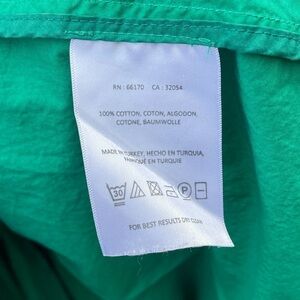 RN : 66170 CA : 32054
100% COTTON, COTON, ALGODON,
COTONE, BAUMWOLLE
MADE IN TURKEY, HECHO EN TURQUIA,
FABRIQUÉ EN TURQUIE
30 P
FOR BEST RESULTS DRY CLEAN